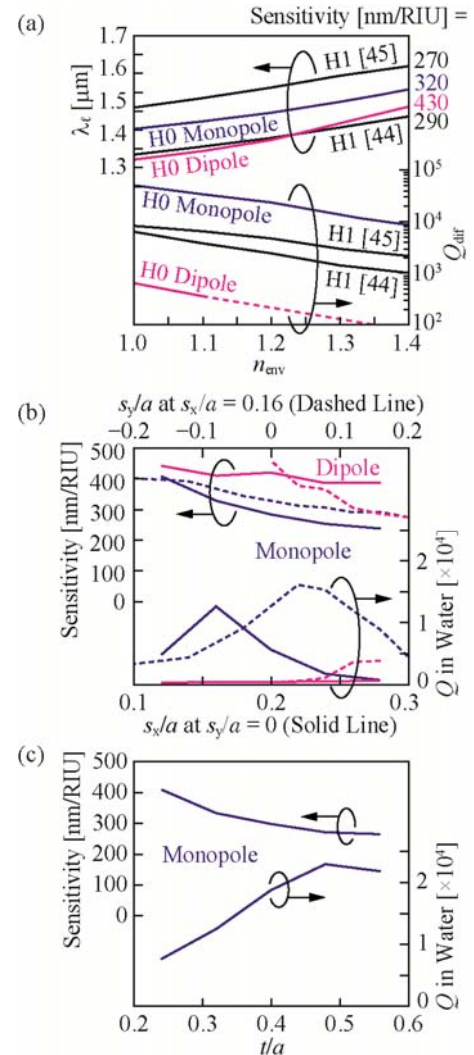 (a)
Sensitivity [nm/RIU] =
1.7
1.6
1.5
1.4
1.3
λℓ [μm]
H1 [45]
270
320
430
290
H0 Monopole
H0 Dipole
H1 [44]
H0 Monopole
H1 [45]
H1 [44]
H0 Dipole
10⁵
10⁴
10³
10²
Qdif
1.0 1.1 1.2 1.3 1.4
nenv
(b)
sy/a at sx/a = 0.16 (Dashed Line)
−0.2 −0.1 0 0.1 0.2
500
400
300
200
100
0
Sensitivity [nm/RIU]
Dipole
Monopole
2
1
0
Q in Water [×10⁴]
0.1 0.2 0.3
sx/a at sy/a = 0 (Solid Line)
(c)
500
400
300
200
100
0
Sensitivity [nm/RIU]
Monopole
2
1
0
Q in Water [×10⁴]
0.2 0.3 0.4 0.5 0.6
t/a